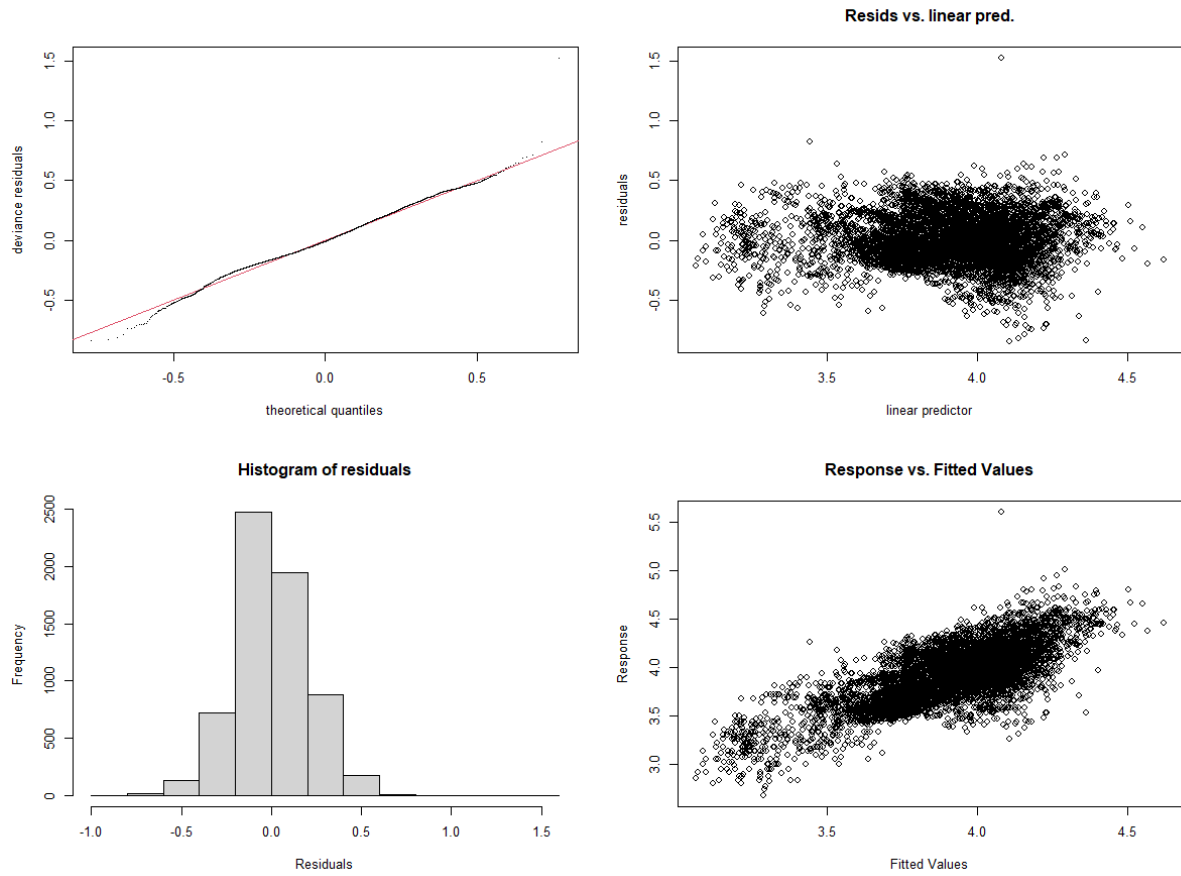 deviance residuals
-0.5 0.0 0.5 1.0 1.5
-0.5 0.0 0.5
theoretical quantiles
Resids vs. linear pred.
residuals
-0.5 0.0 0.5 1.0 1.5
3.5 4.0 4.5
linear predictor
Histogram of residuals
Frequency
0 500 1000 1500 2000 2500
-1.0 -0.5 0.0 0.5 1.0 1.5
Residuals
Response vs. Fitted Values
Response
3.0 3.5 4.0 4.5 5.0 5.5
3.5 4.0 4.5
Fitted Values